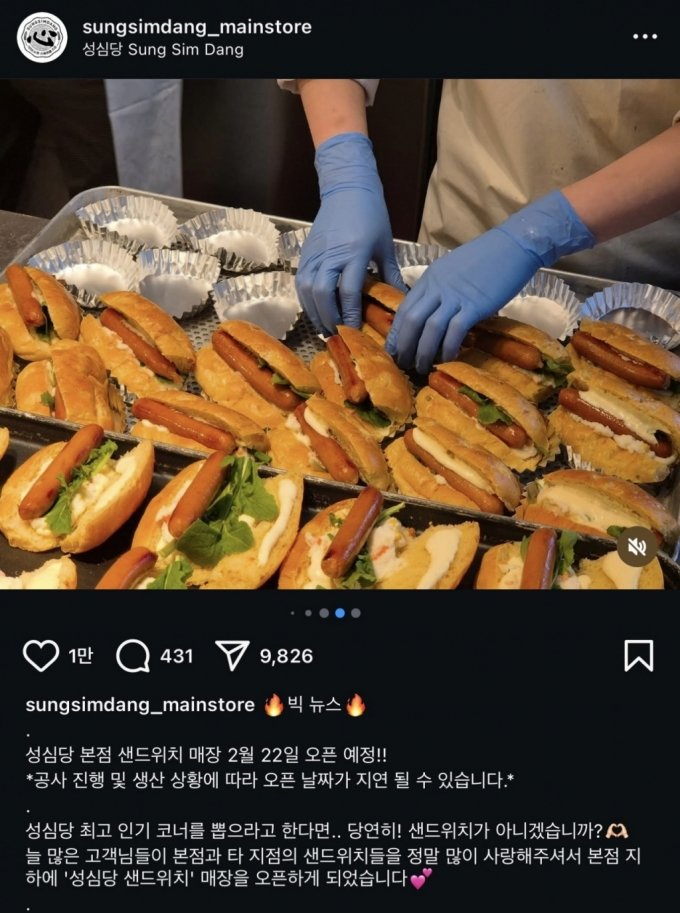 sungsimdang_mainstore
성심당 Sung Sim Dang
1만 431 9,826
sungsimdang_mainstore 🔥빅 뉴스🔥
.
성심당 본점 샌드위치 매장 2월 22일 오픈 예정!!
*공사 진행 및 생산 상황에 따라 오픈 날짜가 지연 될 수 있습니다.*
.
성심당 최고 인기 코너를 뽑으라고 한다면.. 당연히! 샌드위치가 아니겠습니까?🫶🏻
늘 많은 고객님들이 본점과 타 지점의 샌드위치들을 정말 많이 사랑해주셔서 본점 지
하에 '성심당 샌드위치' 매장을 오픈하게 되었습니다💕
.